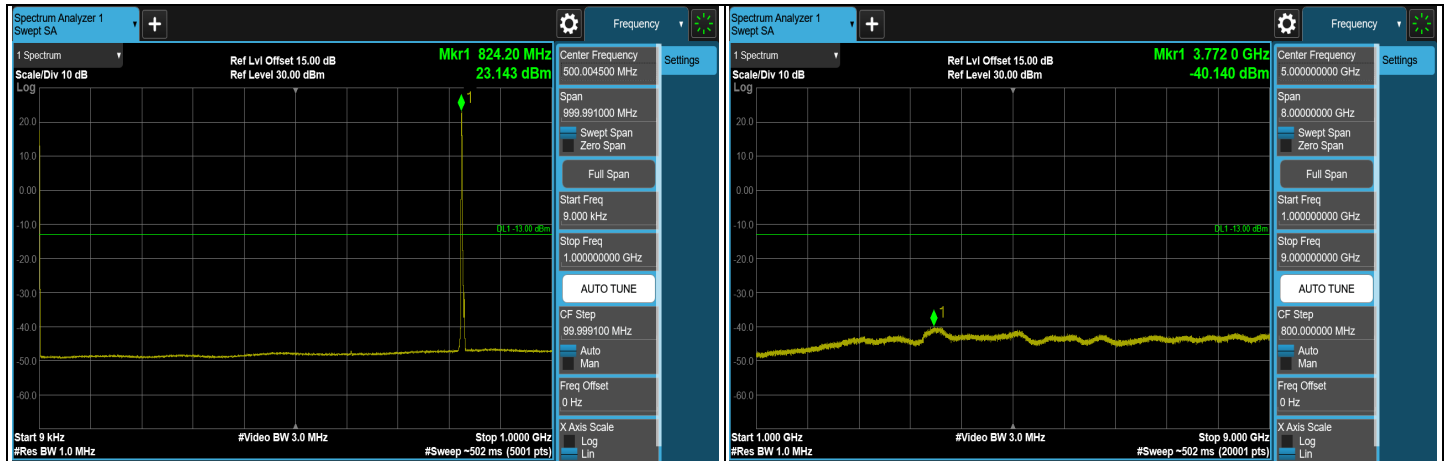 Spectrum Analyzer 1
Swept SA
+
Frequency
1 Spectrum
Scale/Div 10 dB
Log
Ref Lvl Offset 15.00 dB
Ref Level 30.00 dBm
Mkr1 824.20 MHz
23.143 dBm
1
20.0
10.0
0.00
-10.0
-20.0
-30.0
-40.0
-50.0
-60.0
DL1 -13.00 dBm
Start 9 kHz
#Res BW 1.0 MHz
#Video BW 3.0 MHz
Stop 1.0000 GHz
#Sweep ~502 ms (5001 pts)
Center Frequency
500.004500 MHz
Settings
Span
999.991000 MHz
Swept Span
Zero Span
Full Span
Start Freq
9.000 kHz
Stop Freq
1.000000000 GHz
AUTO TUNE
CF Step
99.999100 MHz
Auto
Man
Freq Offset
0 Hz
X Axis Scale
Log
Lin
Spectrum Analyzer 1
Swept SA
+
Frequency
1 Spectrum
Scale/Div 10 dB
Log
Ref Lvl Offset 15.00 dB
Ref Level 30.00 dBm
Mkr1 3.772 0 GHz
-40.140 dBm
1
20.0
10.0
0.00
-10.0
-20.0
-30.0
-40.0
-50.0
-60.0
DL1 -13.00 dBm
Start 1.000 GHz
#Res BW 1.0 MHz
#Video BW 3.0 MHz
Stop 9.000 GHz
#Sweep ~502 ms (20001 pts)
Center Frequency
5.000000000 GHz
Settings
Span
8.00000000 GHz
Swept Span
Zero Span
Full Span
Start Freq
1.000000000 GHz
Stop Freq
9.000000000 GHz
AUTO TUNE
CF Step
800.000000 MHz
Auto
Man
Freq Offset
0 Hz
X Axis Scale
Log
Lin